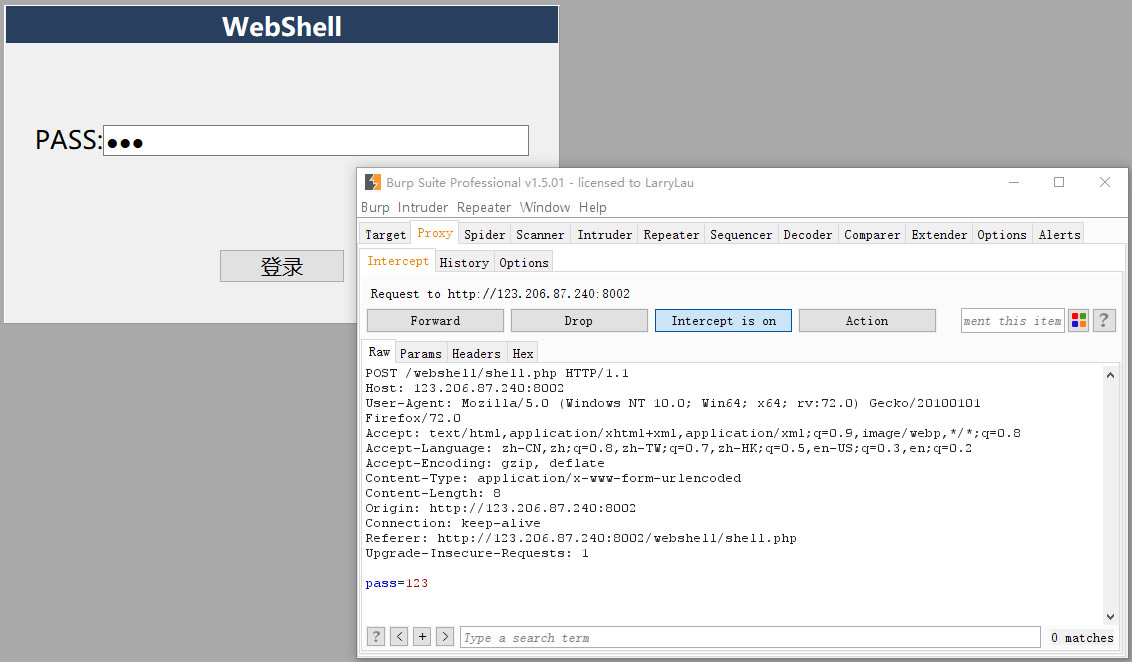 WebShell
PASS:●●●
登录
Burp Suite Professional v1.5.01 - licensed to LarryLau
Burp Intruder Repeater Window Help
Target Proxy Spider Scanner Intruder Repeater Sequencer Decoder Comparer Extender Options Alerts
Intercept History Options
Request to http://123.206.87.240:8002
Forward Drop Intercept is on Action ment this item ?
Raw Params Headers Hex
POST /webshell/shell.php HTTP/1.1
Host: 123.206.87.240:8002
User-Agent: Mozilla/5.0 (Windows NT 10.0; Win64; x64; rv:72.0) Gecko/20100101
Firefox/72.0
Accept: text/html,application/xhtml+xml,application/xml;q=0.9,image/webp,*/*;q=0.8
Accept-Language: zh-CN,zh;q=0.8,zh-TW;q=0.7,zh-HK;q=0.5,en-US;q=0.3,en;q=0.2
Accept-Encoding: gzip, deflate
Content-Type: application/x-www-form-urlencoded
Content-Length: 8
Origin: http://123.206.87.240:8002
Connection: keep-alive
Referer: http://123.206.87.240:8002/webshell/shell.php
Upgrade-Insecure-Requests: 1
pass=123
? < + > Type a search term 0 matches